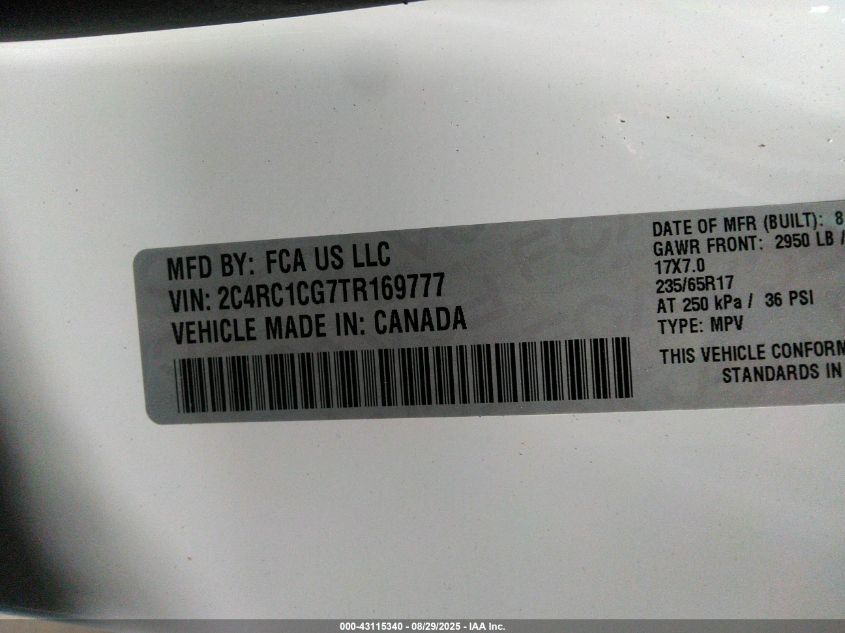 MFD BY: FCA US LLC
VIN: 2C4RC1CG7TR169777
VEHICLE MADE IN: CANADA
DATE OF MFR (BUILT): 8
GAWR FRONT: 2950 LB /
17X7.0
235/65R17
AT 250 kPa / 36 PSI
TYPE: MPV
THIS VEHICLE CONFORM
STANDARDS IN
000-43115340 - 08/29/2025 - IAA Inc.